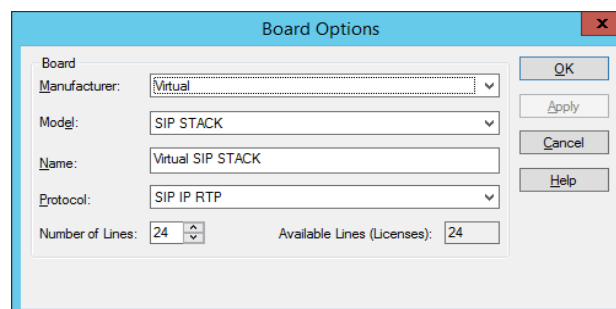 Board Options
x
Board
Manufacturer:
Virtual
OK
Model:
SIP STACK
Apply
Name:
Virtual SIP STACK
Cancel
Protocol:
SIP IP RTP
Help
Number of Lines:
24
Available Lines (Licenses):
24